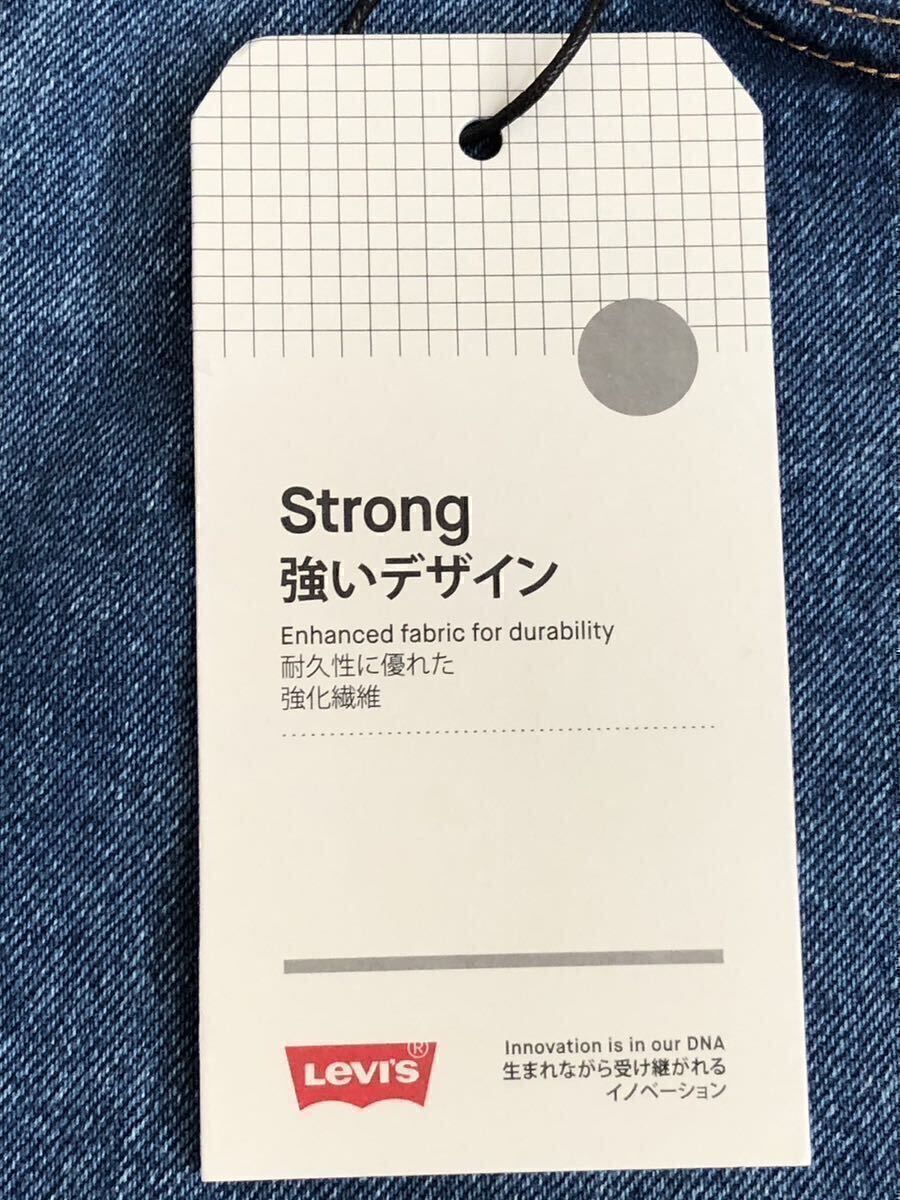 Strong
強いデザイン
Enhanced fabric for durability
耐久性に優れた
強化繊維
LEVI'S®
Innovation is in our DNA
生まれながら受け継がれる
イノベーション